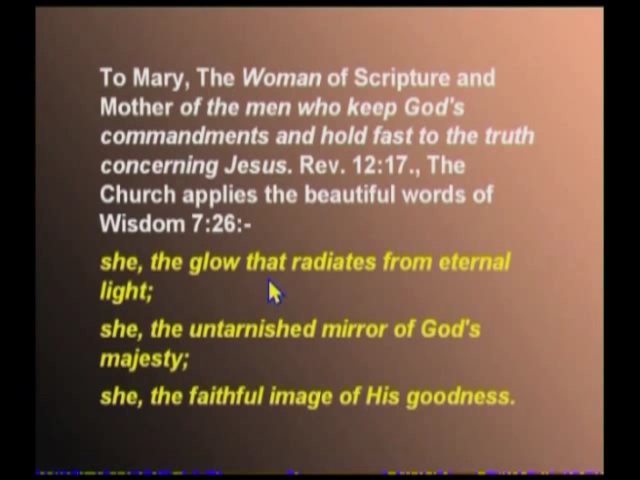 To Mary, The Woman of Scripture and
Mother of the men who keep God's
commandments and hold fast to the truth
concerning Jesus. Rev. 12:17., The
Church applies the beautiful words of
Wisdom 7:26:-
she, the glow that radiates from eternal
light;
she, the untarnished mirror of God's
majesty;
she, the faithful image of His goodness.